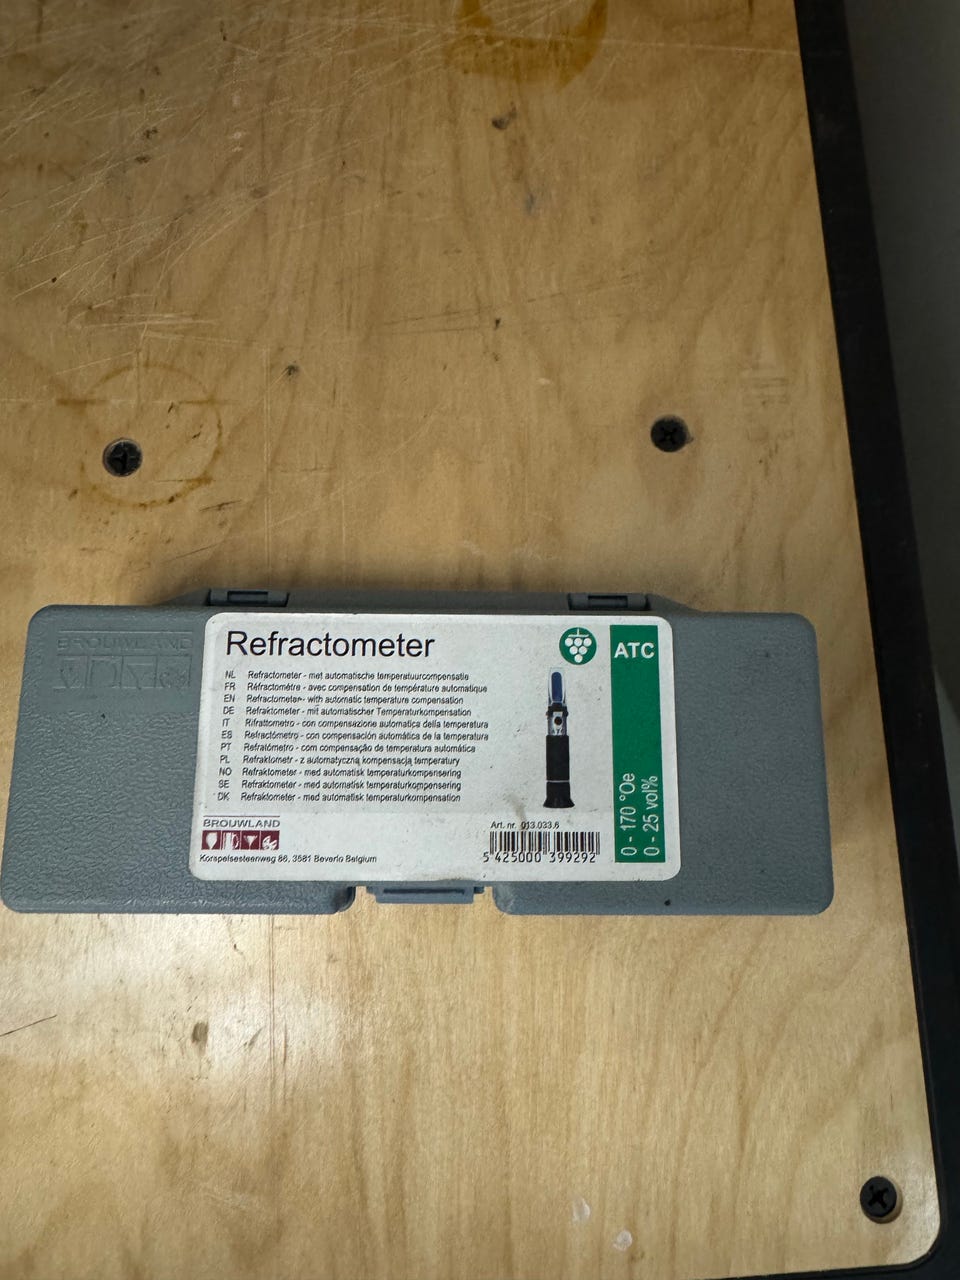 BROUWLAND
Refractometer
ATC
NL Refractometer - met automatische temperatuurcompensatie
FR Réfractomètre - avec compensation de température automatique
EN Refractometer - with automatic temperature compensation
DE Refraktometer - mit automatischer Temperaturkompensation
IT Rifrattometro - con compensazione automatica della temperatura
ES Refractómetro - con compensación automática de la temperatura
PT Refratómetro - com compensação de temperatura automática
PL Refraktometr - z automatyczną kompensacją temperatury
NO Refraktometer - med automatisk temperaturkompensering
SE Refraktometer - med automatisk temperaturkompensering
DK Refraktometer - med automatisk temperaturkompensation
0 - 170 °Oe
0 - 25 vol%
BROUWLAND
Korspelsesteenweg 86, 3581 Beverlo Belgium
Art. nr. 013.033.6
5 425000 399292